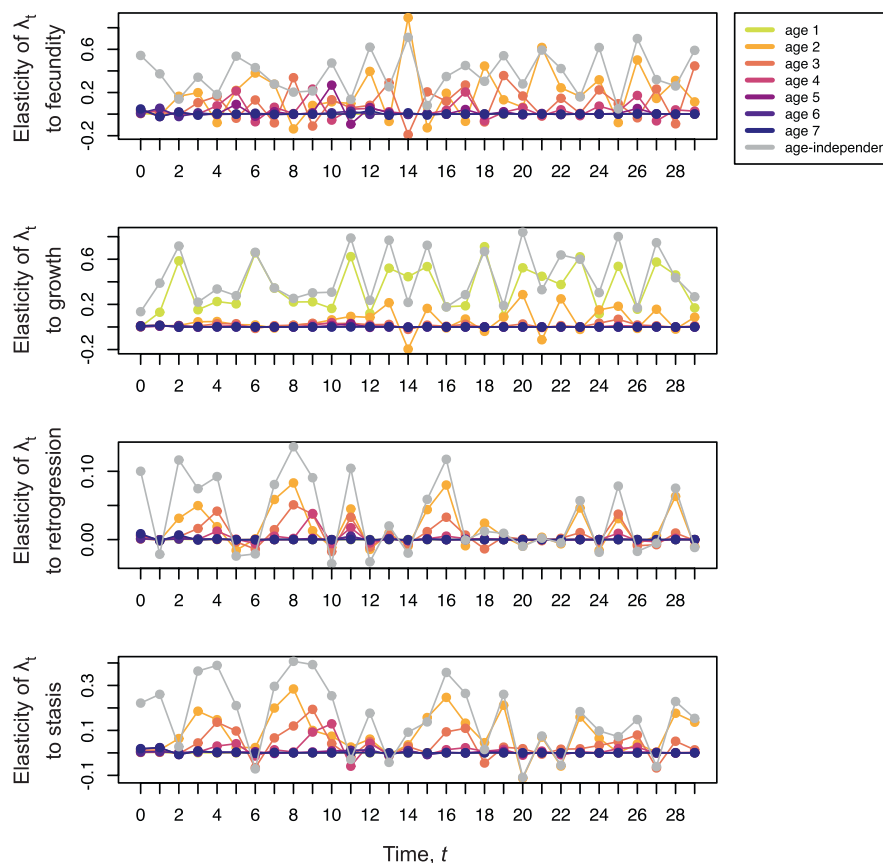 Elasticity of λt
to fecundity
0.6
0.2
-0.2
0 2 4 6 8 10 12 14 16 18 20 22 24 26 28
age 1
age 2
age 3
age 4
age 5
age 6
age 7
age-independen
Elasticity of λt
to growth
0.6
0.2
-0.2
0 2 4 6 8 10 12 14 16 18 20 22 24 26 28
Elasticity of λt
to retrogression
0.10
0.00
0 2 4 6 8 10 12 14 16 18 20 22 24 26 28
Elasticity of λt
to stasis
0.3
0.1
-0.1
0 2 4 6 8 10 12 14 16 18 20 22 24 26 28
Time, t